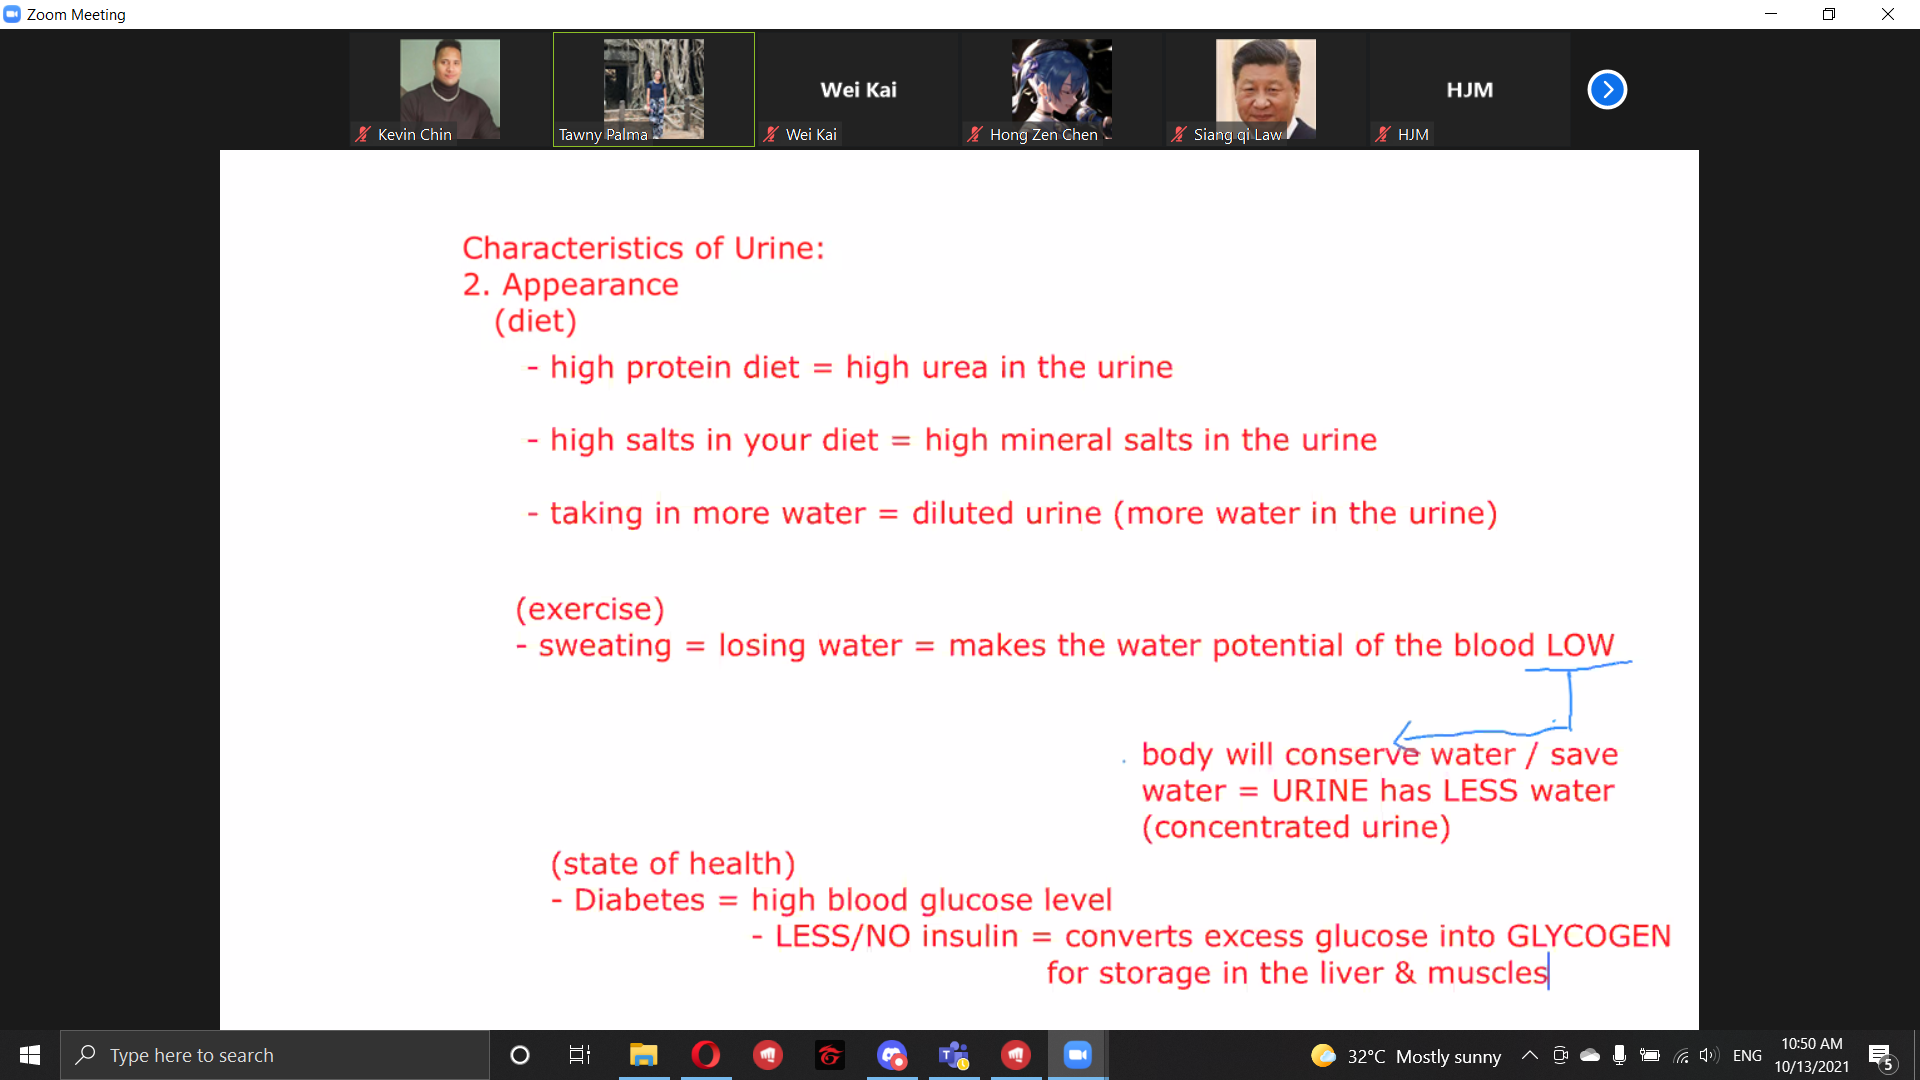 Zoom Meeting
Kevin Chin
Tawny Palma
Wei Kai
Wei Kai
Hong Zen Chen
Siang qi Law
HJM
HJM
Characteristics of Urine:
2. Appearance
(diet)
- high protein diet = high urea in the urine
- high salts in your diet = high mineral salts in the urine
- taking in more water = diluted urine (more water in the urine)
(exercise)
- sweating = losing water = makes the water potential of the blood LOW
body will conserve water / save
water = URINE has LESS water
(concentrated urine)
(state of health)
- Diabetes = high blood glucose level
- LESS/NO insulin = converts excess glucose into GLYCOGEN
for storage in the liver & muscles
Type here to search
32°C Mostly sunny
ENG
10:50 AM
10/13/2021
5